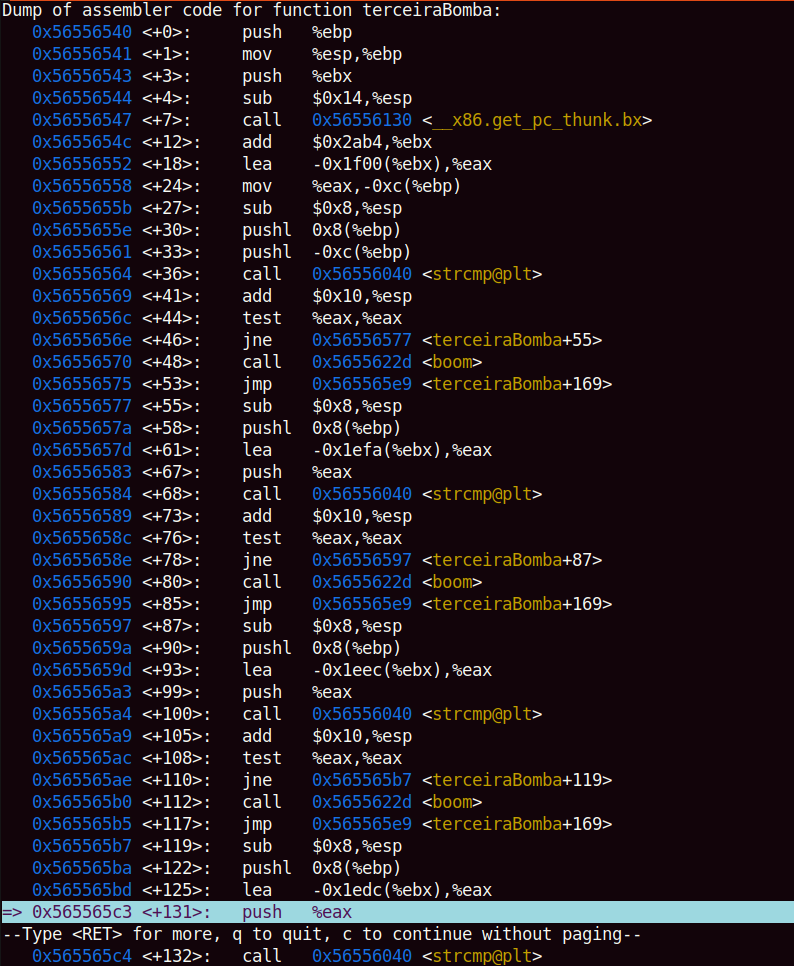 Dump of assembler code for function terceiraBomba:
   0x56556540 <+0>:     push   %ebp
   0x56556541 <+1>:     mov    %esp,%ebp
   0x56556543 <+3>:     push   %ebx
   0x56556544 <+4>:     sub    $0x14,%esp
   0x56556547 <+7>:     call   0x56556130 <__x86.get_pc_thunk.bx>
   0x5655654c <+12>:    add    $0x2ab4,%ebx
   0x56556552 <+18>:    lea    -0x1f00(%ebx),%eax
   0x56556558 <+24>:    mov    %eax,-0xc(%ebp)
   0x5655655b <+27>:    sub    $0x8,%esp
   0x5655655e <+30>:    pushl  0x8(%ebp)
   0x56556561 <+33>:    pushl  -0xc(%ebp)
   0x56556564 <+36>:    call   0x56556040 <strcmp@plt>
   0x56556569 <+41>:    add    $0x10,%esp
   0x5655656c <+44>:    test   %eax,%eax
   0x5655656e <+46>:    jne    0x56556577 <terceiraBomba+55>
   0x56556570 <+48>:    call   0x5655622d <boom>
   0x56556575 <+53>:    jmp    0x565565e9 <terceiraBomba+169>
   0x56556577 <+55>:    sub    $0x8,%esp
   0x5655657a <+58>:    pushl  0x8(%ebp)
   0x5655657d <+61>:    lea    -0x1efa(%ebx),%eax
   0x56556583 <+67>:    push   %eax
   0x56556584 <+68>:    call   0x56556040 <strcmp@plt>
   0x56556589 <+73>:    add    $0x10,%esp
   0x5655658c <+76>:    test   %eax,%eax
   0x5655658e <+78>:    jne    0x56556597 <terceiraBomba+87>
   0x56556590 <+80>:    call   0x5655622d <boom>
   0x56556595 <+85>:    jmp    0x565565e9 <terceiraBomba+169>
   0x56556597 <+87>:    sub    $0x8,%esp
   0x5655659a <+90>:    pushl  0x8(%ebp)
   0x5655659d <+93>:    lea    -0x1eec(%ebx),%eax
   0x565565a3 <+99>:    push   %eax
   0x565565a4 <+100>:   call   0x56556040 <strcmp@plt>
   0x565565a9 <+105>:   add    $0x10,%esp
   0x565565ac <+108>:   test   %eax,%eax
   0x565565ae <+110>:   jne    0x565565b7 <terceiraBomba+119>
   0x565565b0 <+112>:   call   0x5655622d <boom>
   0x565565b5 <+117>:   jmp    0x565565e9 <terceiraBomba+169>
   0x565565b7 <+119>:   sub    $0x8,%esp
   0x565565ba <+122>:   pushl  0x8(%ebp)
   0x565565bd <+125>:   lea    -0x1edc(%ebx),%eax
=> 0x565565c3 <+131>:   push   %eax
--Type <RET> for more, q to quit, c to continue without paging--
   0x565565c4 <+132>:   call   0x56556040 <strcmp@plt>